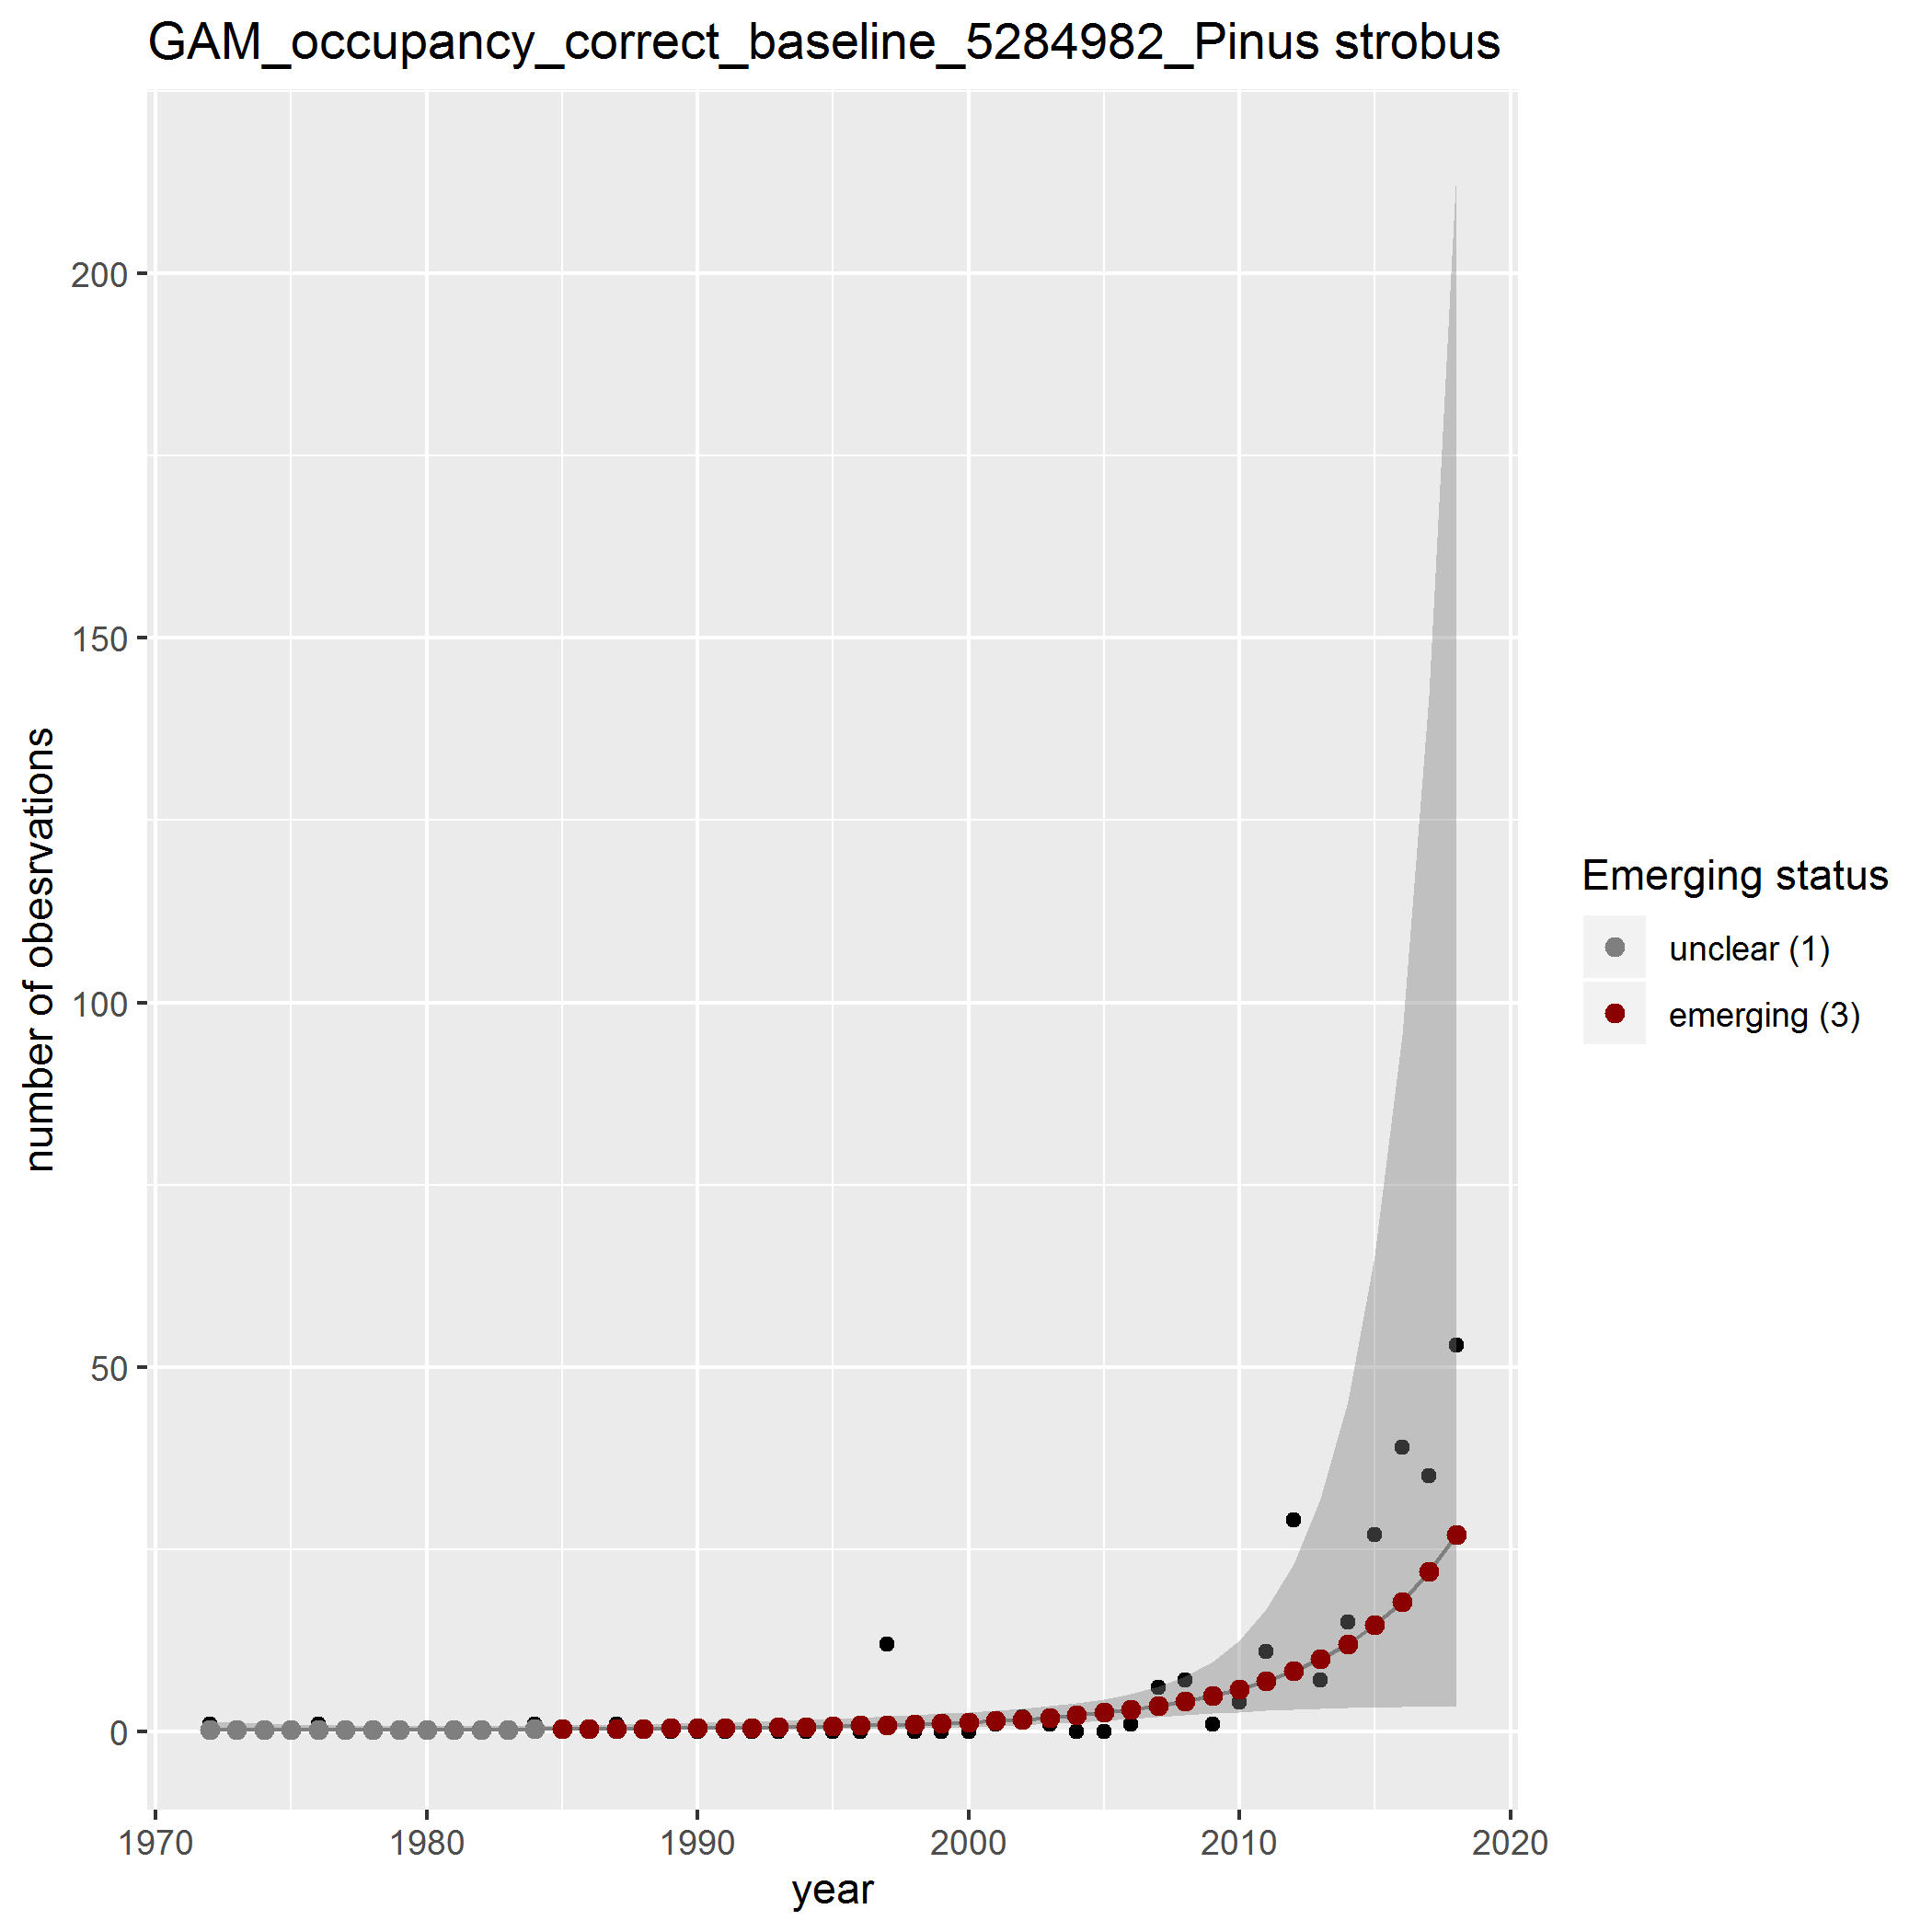 GAM_occupancy_correct_baseline_5284982_Pinus strobus
200
150
100
50
0
number of obesrvations
1970
1980
1990
2000
2010
2020
year
Emerging status
unclear (1)
emerging (3)